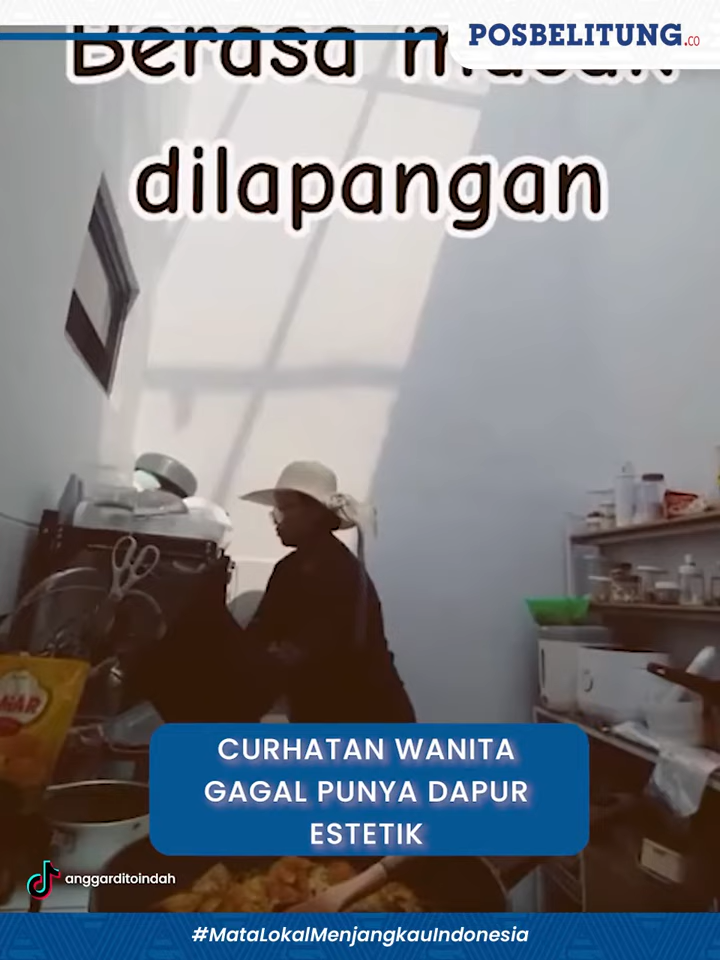 POSBELITUNG.CO
Berasa
dilapangan
CURHATAN WANITA
GAGAL PUNYA DAPUR
ESTETIK
anggarditoindah
#MataLokalMenjangkauIndonesia